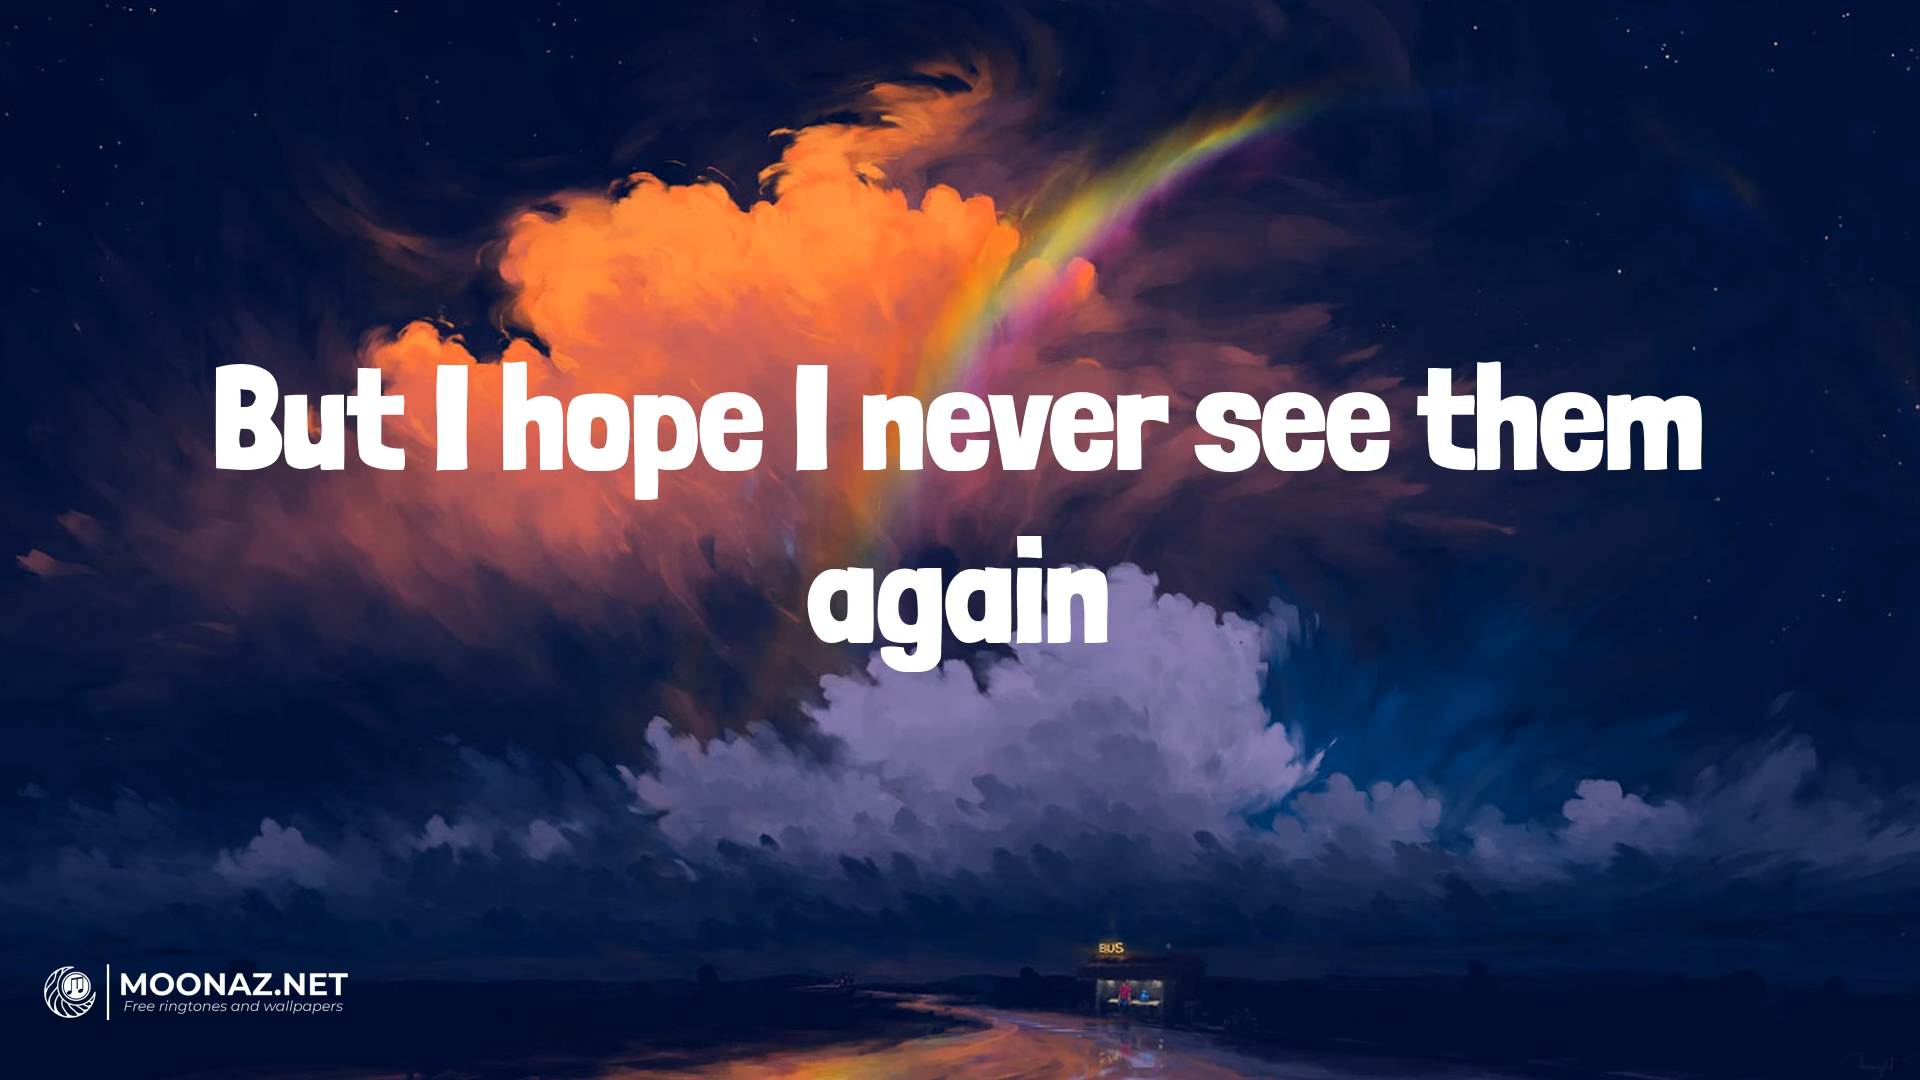 But I hope I never see them
again
BUS
MOONAZ.NET
Free ringtones and wallpapers